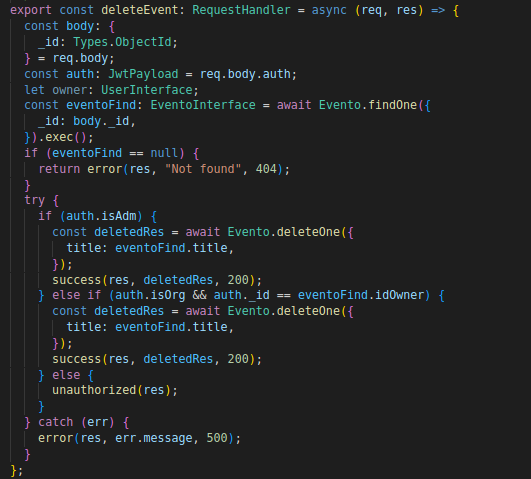 export const deleteEvent: RequestHandler = async (req, res) => {
  const body: {
    _id: Types.ObjectId;
  } = req.body;
  const auth: JwtPayload = req.body.auth;
  let owner: UserInterface;
  const eventoFind: EventoInterface = await Evento.findOne({
    _id: body._id,
  }).exec();
  if (eventoFind == null) {
    return error(res, "Not found", 404);
  }
  try {
    if (auth.isAdm) {
      const deletedRes = await Evento.deleteOne({
        title: eventoFind.title,
      });
      success(res, deletedRes, 200);
    } else if (auth.isOrg && auth._id == eventoFind.idOwner) {
      const deletedRes = await Evento.deleteOne({
        title: eventoFind.title,
      });
      success(res, deletedRes, 200);
    } else {
      unauthorized(res);
    }
  } catch (err) {
    error(res, err.message, 500);
  }
};